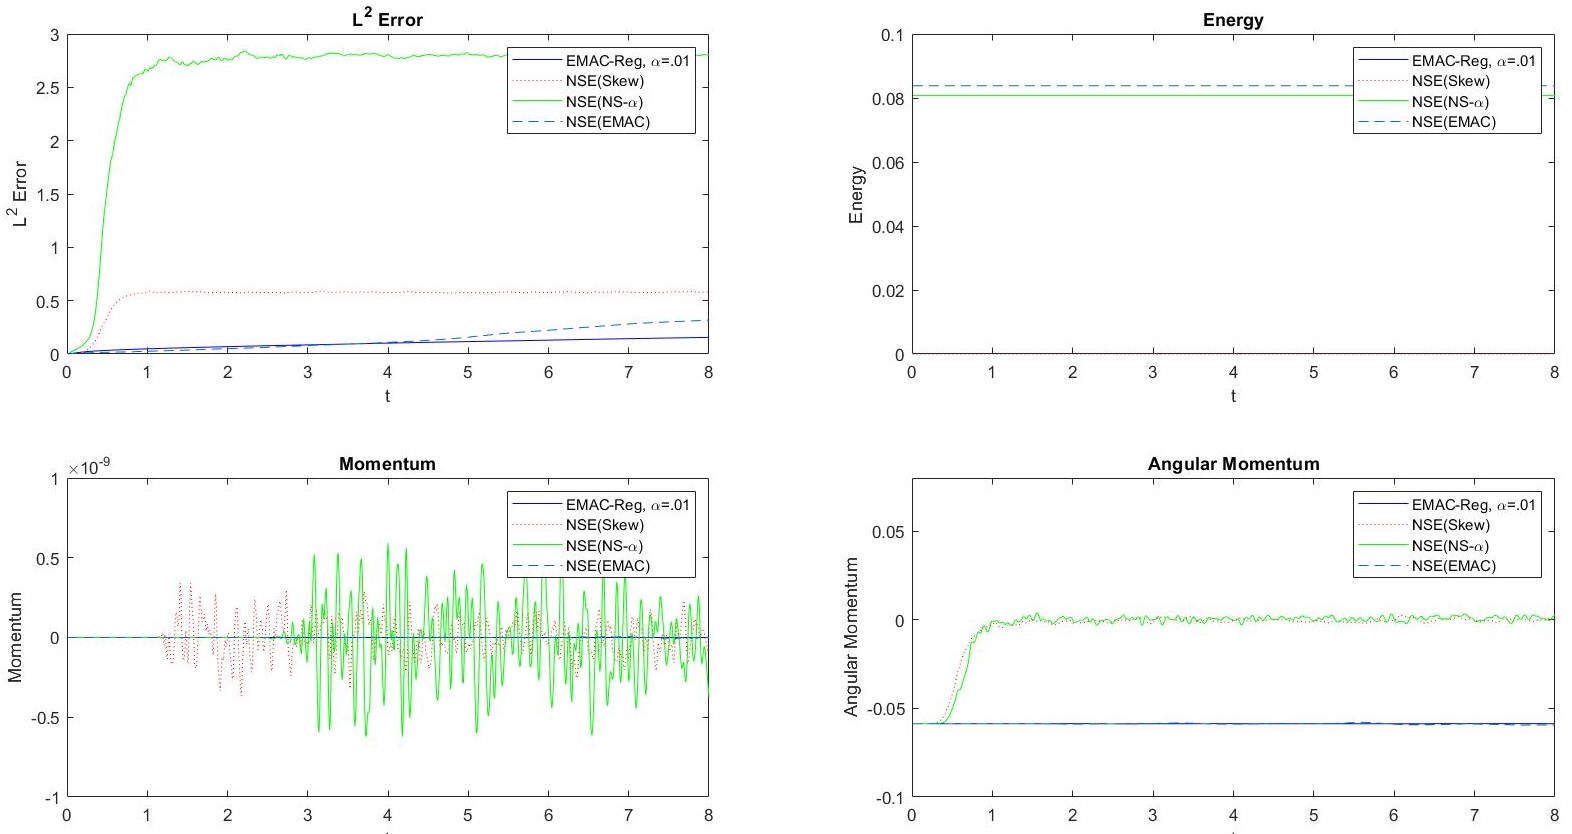 L2 Error
3
2.5
2
1.5
1
0.5
0
L2 Error
0 1 2 3 4 5 6 7 8
t
EMAC-Reg, α=.01
NSE(Skew)
NSE(NS-α)
NSE(EMAC)
Energy
0.1
0.08
0.06
0.04
0.02
0
Energy
0 1 2 3 4 5 6 7 8
t
EMAC-Reg, α=.01
NSE(Skew)
NSE(NS-α)
NSE(EMAC)
Momentum
×10-9
1
0.5
0
-0.5
-1
Momentum
0 1 2 3 4 5 6 7 8
EMAC-Reg, α=.01
NSE(Skew)
NSE(NS-α)
NSE(EMAC)
Angular Momentum
0.05
0
-0.05
-0.1
Angular Momentum
0 1 2 3 4 5 6 7 8
EMAC-Reg, α=.01
NSE(Skew)
NSE(NS-α)
NSE(EMAC)